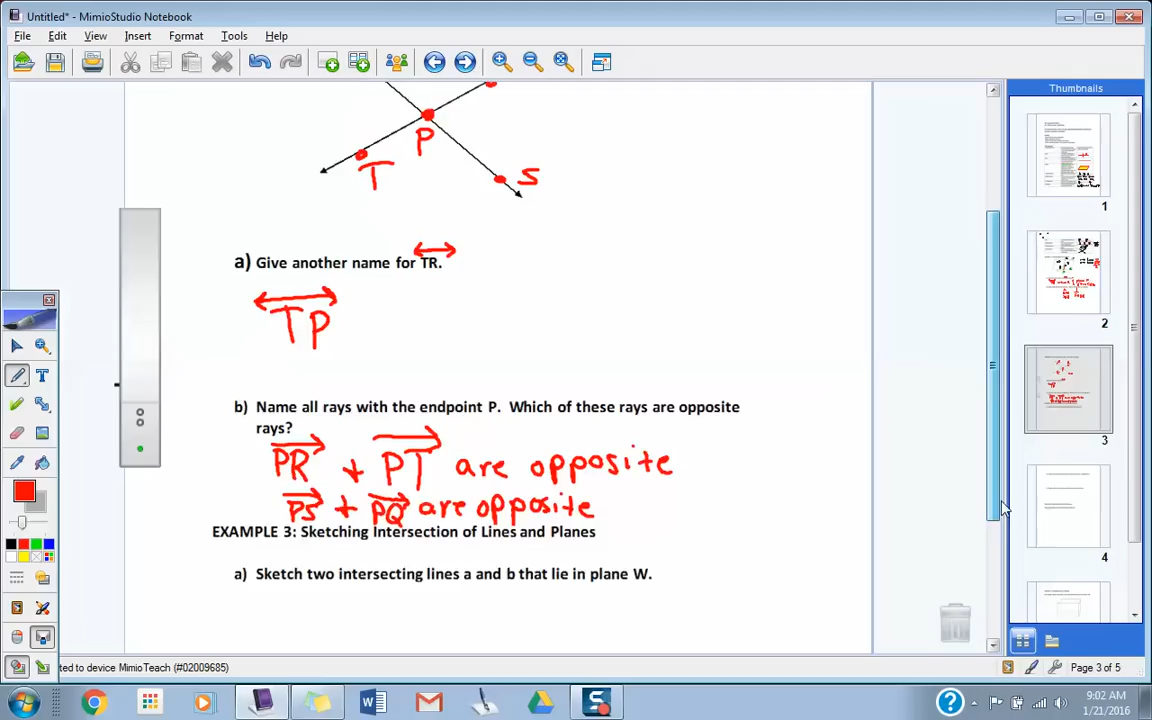 Untitled* - MimioStudio Notebook
File Edit View Insert Format Tools Help
Thumbnails
P
T
S
a) Give another name for TR.
TP
b) Name all rays with the endpoint P. Which of these rays are opposite
rays?
PR + PT are opposite
PS + PQ are opposite
EXAMPLE 3: Sketching Intersection of Lines and Planes
a) Sketch two intersecting lines a and b that lie in plane W.
1
2
3
4
ted to device MimioTeach (#02009685)
Page 3 of 5
9:02 AM
1/21/2016